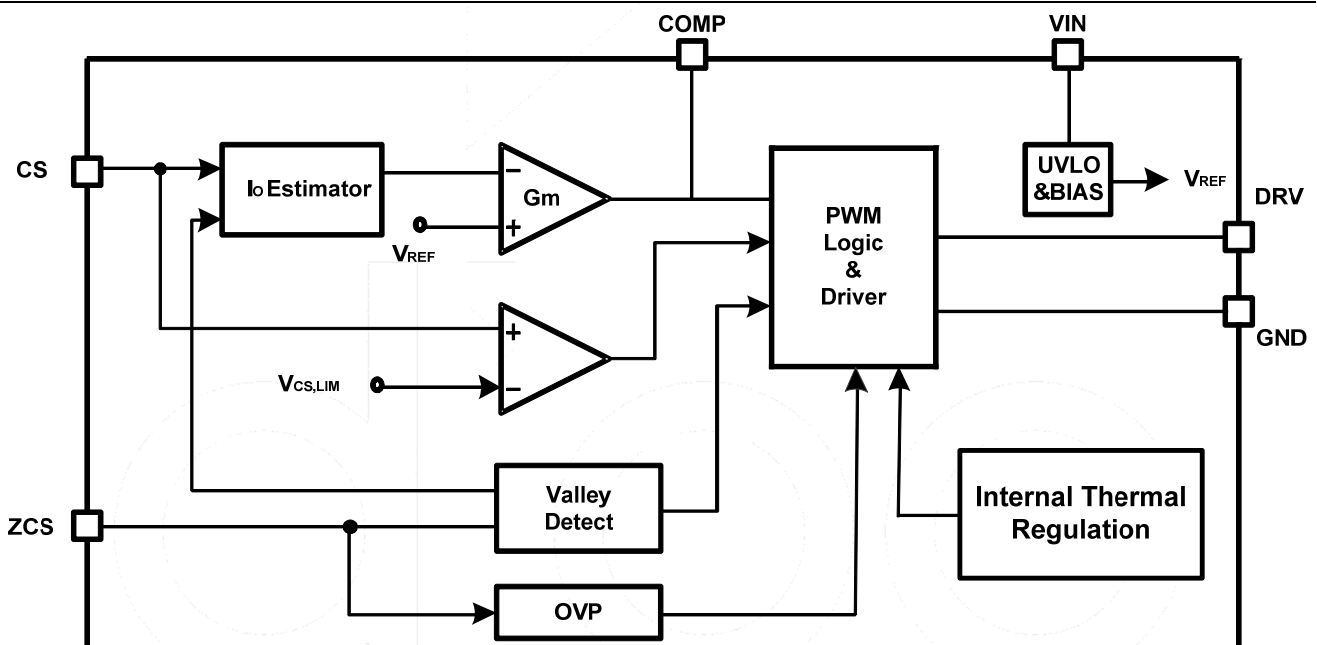 COMP
VIN
CS
IO Estimator
−
Gm
+
VREF
PWM
Logic
&
Driver
UVLO
&BIAS
VREF
DRV
GND
+
−
VCS,LIM
ZCS
Valley
Detect
OVP
Internal Thermal
Regulation